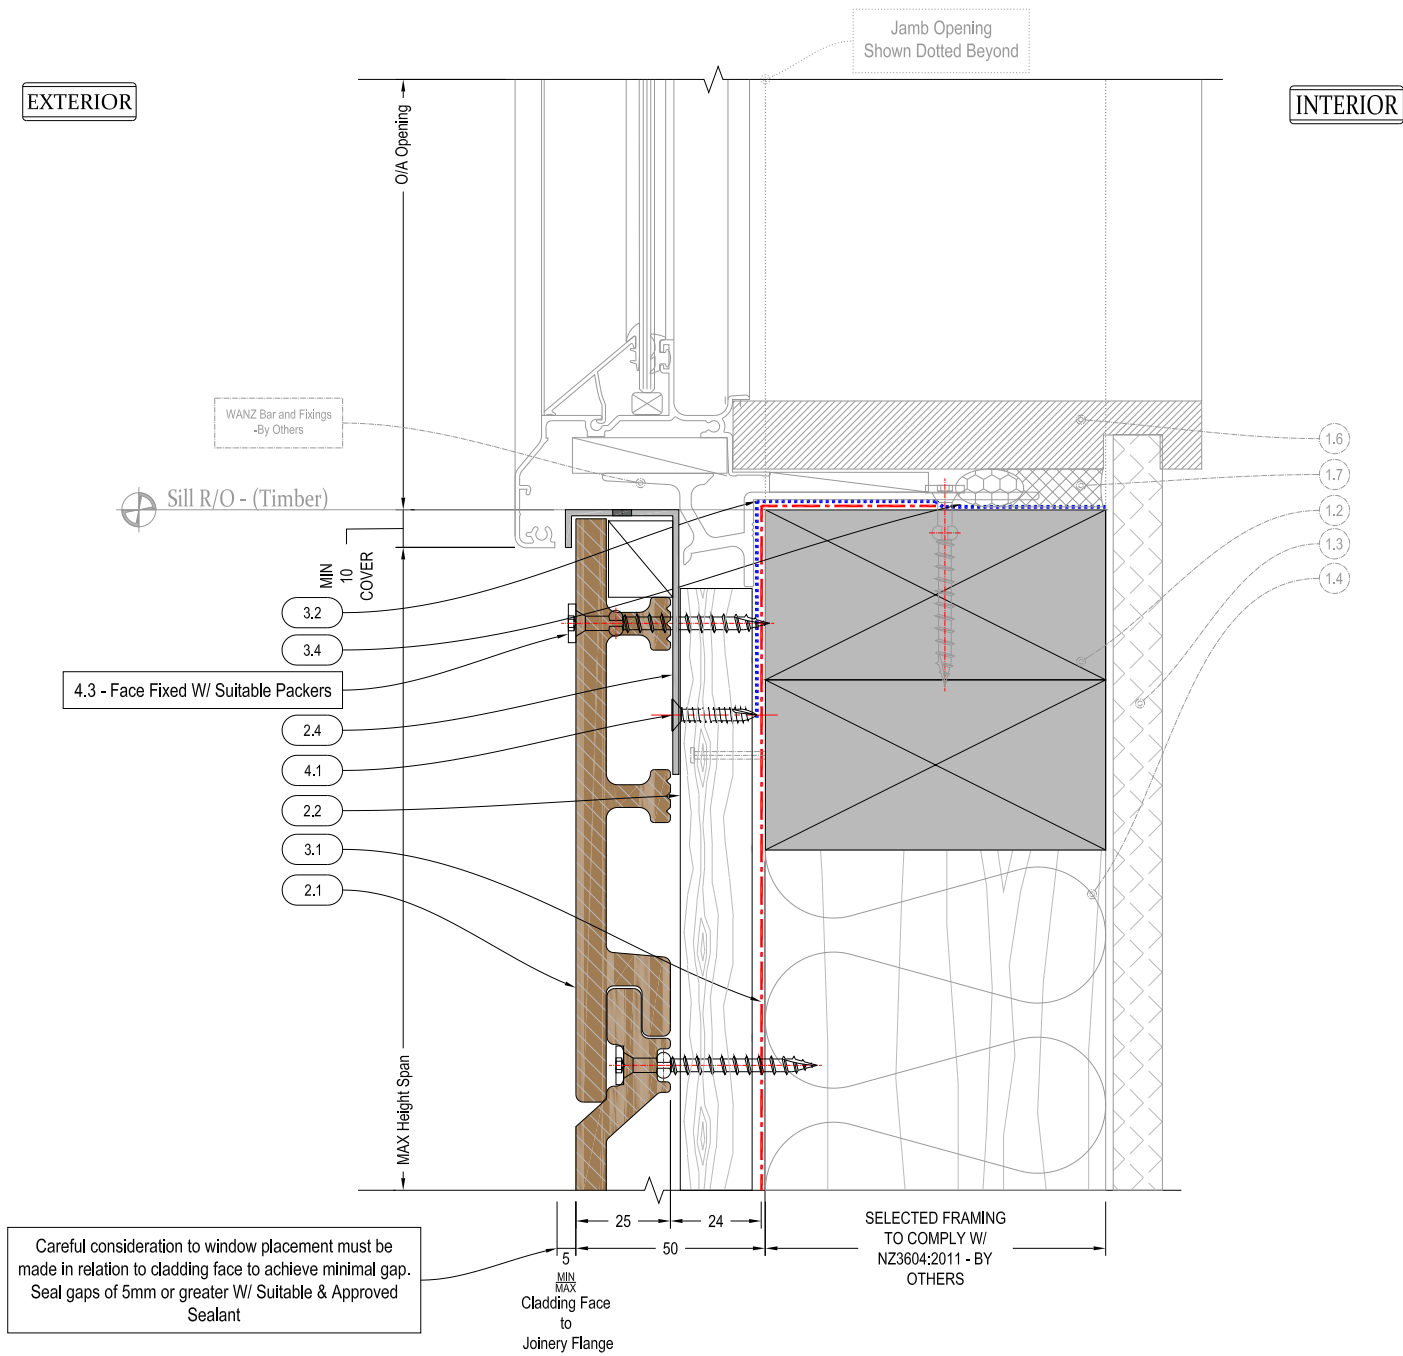 Jamb Opening
Shown Dotted Beyond
EXTERIOR
INTERIOR
O/A Opening
WANZ Bar and Fixings
-By Others
Sill R/O - (Timber)
MIN
10
COVER
3.2
3.4
4.3 - Face Fixed W/ Suitable Packers
2.4
4.1
2.2
3.1
2.1
1.6
1.7
1.2
1.3
1.4
MAX Height Span
25
24
50
5
MIN
MAX
Cladding Face
to
Joinery Flange
SELECTED FRAMING
TO COMPLY W/
NZ3604:2011 - BY
OTHERS
Careful consideration to window placement must be
made in relation to cladding face to achieve minimal gap.
Seal gaps of 5mm or greater W/ Suitable & Approved
Sealant